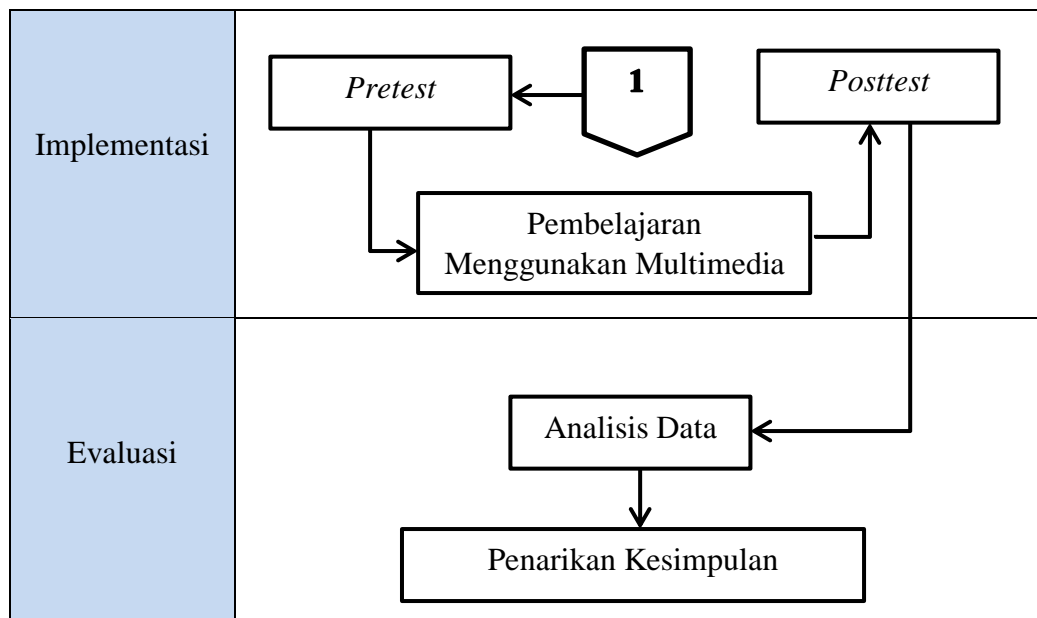 Implementasi
Pretest
1
Posttest
Pembelajaran
Menggunakan Multimedia
Evaluasi
Analisis Data
Penarikan Kesimpulan